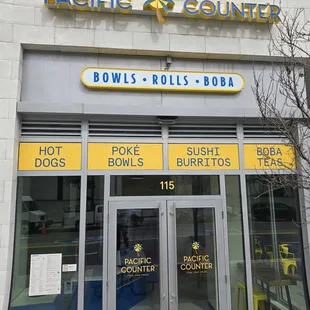 PACIFIC COUNTER
BOWLS • ROLLS • BOBA
HOT DOGS
POKÉ BOWLS
SUSHI BURRITOS
BOBA TEAS
115
PACIFIC COUNTER
PACIFIC COUNTER